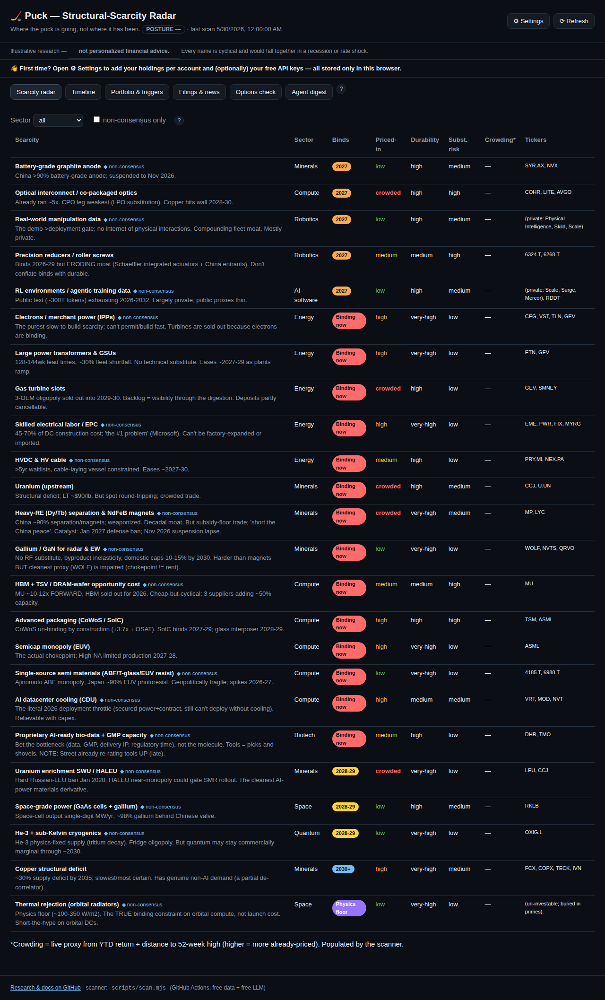 🏒 Puck — Structural-Scarcity Radar
Where the puck is going, not where it has been. POSTURE — · last scan 5/30/2026, 12:00:00 AM
⚙ Settings
⟳ Refresh
Illustrative research — not personalized financial advice. Every name is cyclical and would fall together in a recession or rate shock.
👋 First time? Open ⚙ Settings to add your holdings per account and (optionally) your free API keys — all stored only in this browser.
Scarcity radar Timeline Portfolio & triggers Filings & news Options check Agent digest ?
Sector all non-consensus only ?
Scarcity Sector Binds Priced-in Durability Subst. risk Crowding* Tickers
Battery-grade graphite anode ◆ non-consensus Minerals 2027 low high medium — SYR.AX, NVX
China >90% battery-grade anode; suspended to Nov 2026.
Optical interconnect / co-packaged optics Compute 2027 crowded high high — COHR, LITE, AVGO
Already ran ~5x. CPO leg weakest (LPO substitution). Copper hits wall 2028-30.
Real-world manipulation data ◆ non-consensus Robotics 2027 low high medium — (private: Physical Intelligence, Skild, Scale)
The demo->deployment gate; no internet of physical interactions. Compounding fleet moat. Mostly
private.
Precision reducers / roller screws Robotics 2027 medium medium high — 6324.T, 6268.T
Binds 2026-29 but ERODING moat (Schaeffler integrated actuators + China entrants). Don't
conflate binds with durable.
RL environments / agentic training data ◆ non-consensus AI-software 2027 low high medium — (private: Scale, Surge, Mercor), RDDT
Public text (~300T tokens) exhausting 2026-2032. Largely private; public proxies thin.
Electrons / merchant power (IPPs) ◆ non-consensus Energy Binding now high very-high low — CEG, VST, TLN, GEV
The purest slow-to-build scarcity; can't permit/build fast. Turbines are sold out because electrons
are binding.
Large power transformers & GSUs Energy Binding now high very-high low — ETN, GEV
128-144wk lead times, ~30% fleet shortfall. No technical substitute. Eases ~2027-29 as plants
ramp.
Gas turbine slots Energy Binding now crowded high low — GEV, SMNEY
3-OEM oligopoly sold out into 2029-30. Backlog = visibility through the digestion. Deposits partly
cancellable.
Skilled electrical labor / EPC ◆ non-consensus Energy Binding now high very-high low — EME, PWR, FIX, MYRG
45-70% of DC construction cost; 'the #1 problem' (Microsoft). Can't be factory-expanded or
imported.
HVDC & HV cable ◆ non-consensus Energy Binding now medium high low — PRY.MI, NEX.PA
>5yr waitlists, cable-laying vessel constrained. Eases ~2027-30.
Uranium (upstream) Minerals Binding now crowded high medium — CCJ, U.UN
Structural deficit; LT ~$90/lb. But spot round-tripping; crowded trade.
Heavy-RE (Dy/Tb) separation & NdFeB magnets ◆ non-consensus Minerals Binding now crowded very-high medium — MP, LYC
China ~90% separation/magnets; weaponized. Decadal moat. But subsidy-floor trade; 'short the
China peace'. Catalyst: Jan 2027 defense ban; Nov 2026 suspension lapse.
Gallium / GaN for radar & EW ◆ non-consensus Minerals Binding now low very-high low — WOLF, NVTS, QRVO
No RF substitute, byproduct inelasticity, domestic caps 10-15% by 2030. Harder than magnets
BUT cleanest proxy (WOLF) is impaired (chokepoint != rent).
HBM + TSV / DRAM-wafer opportunity cost ◆ non-consensus Compute Binding now medium medium high — MU
MU ~10-12x FORWARD, HBM sold out for 2026. Cheap-but-cyclical; 3 suppliers adding ~50%
capacity.
Advanced packaging (CoWoS / SoIC) Compute Binding now high high high — TSM, ASML
CoWoS un-binding by construction (+3.7x + OSAT). SoIC binds 2027-29; glass interposer 2028-29.
Semicap monopoly (EUV) Compute Binding now high very-high low — ASML
The actual chokepoint; High-NA limited production 2027-28.
Single-source semi materials (ABF/T-glass/EUV resist) ◆ non-consensus Compute Binding now low very-high low — 4185.T, 6988.T
Ajinomoto ABF monopoly; Japan ~90% EUV photoresist. Geopolitically fragile; spikes 2026-27.
AI datacenter cooling (CDU) ◆ non-consensus Compute Binding now high medium medium — VRT, MOD, NVT
The literal 2026 deployment throttle (secured power+contract, still can't deploy without cooling).
Relievable with capex.
Proprietary AI-ready bio-data + GMP capacity ◆ non-consensus Biotech Binding now medium high low — DHR, TMO
Bet the bottleneck (data, GMP, delivery IP, regulatory time), not the molecule. Tools = picks-and-
shovels. NOTE: Street already re-rating tools UP (late).
Uranium enrichment SWU / HALEU ◆ non-consensus Minerals 2028-29 crowded very-high low — LEU, CCJ
Hard Russian-LEU ban Jan 2028; HALEU near-monopoly could gate SMR rollout. The cleanest AI-
power materials derivative.
Space-grade power (GaAs cells + gallium) ◆ non-consensus Space 2028-29 low high medium — RKLB
Space-cell output single-digit MW/yr; ~98% gallium behind Chinese valve.
He-3 + sub-Kelvin cryogenics ◆ non-consensus Quantum 2028-29 low very-high low — OXIG.L
He-3 physics-fixed supply (tritium decay). Fridge oligopoly. But quantum may stay commercially
marginal through ~2030.
Copper structural deficit Minerals 2030+ high very-high medium — FCX, COPX, TECK, IVN
~30% supply deficit by 2035; slowest/most certain. Has genuine non-AI demand (a partial de-
correlator).
Thermal rejection (orbital radiators) ◆ non-consensus Space Physics floor low very-high low — (un-investable; buried in primes)
Physics floor (~100-350 W/m2). The TRUE binding constraint on orbital compute, not launch cost.
Short-the-hype on orbital DCs.
*Crowding = live proxy from YTD return + distance to 52-week high (higher = more already-priced). Populated by the scanner.
Research & docs on GitHub · scanner: scripts/scan.mjs (GitHub Actions, free data + free LLM)